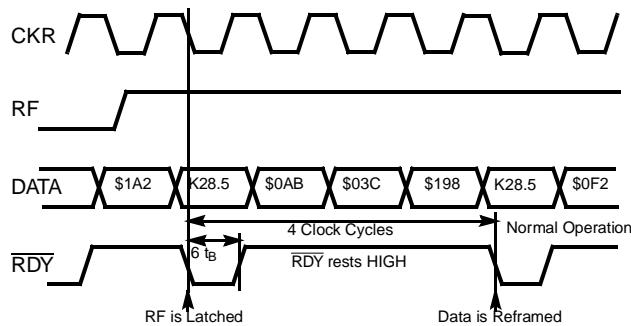 CKR
RF
DATA $1A2 K28.5 $0AB $03C $198 K28.5 $0F2
4 Clock Cycles Normal Operation
6 tB
RDY RDY rests HIGH
RF is Latched Data is Reframed